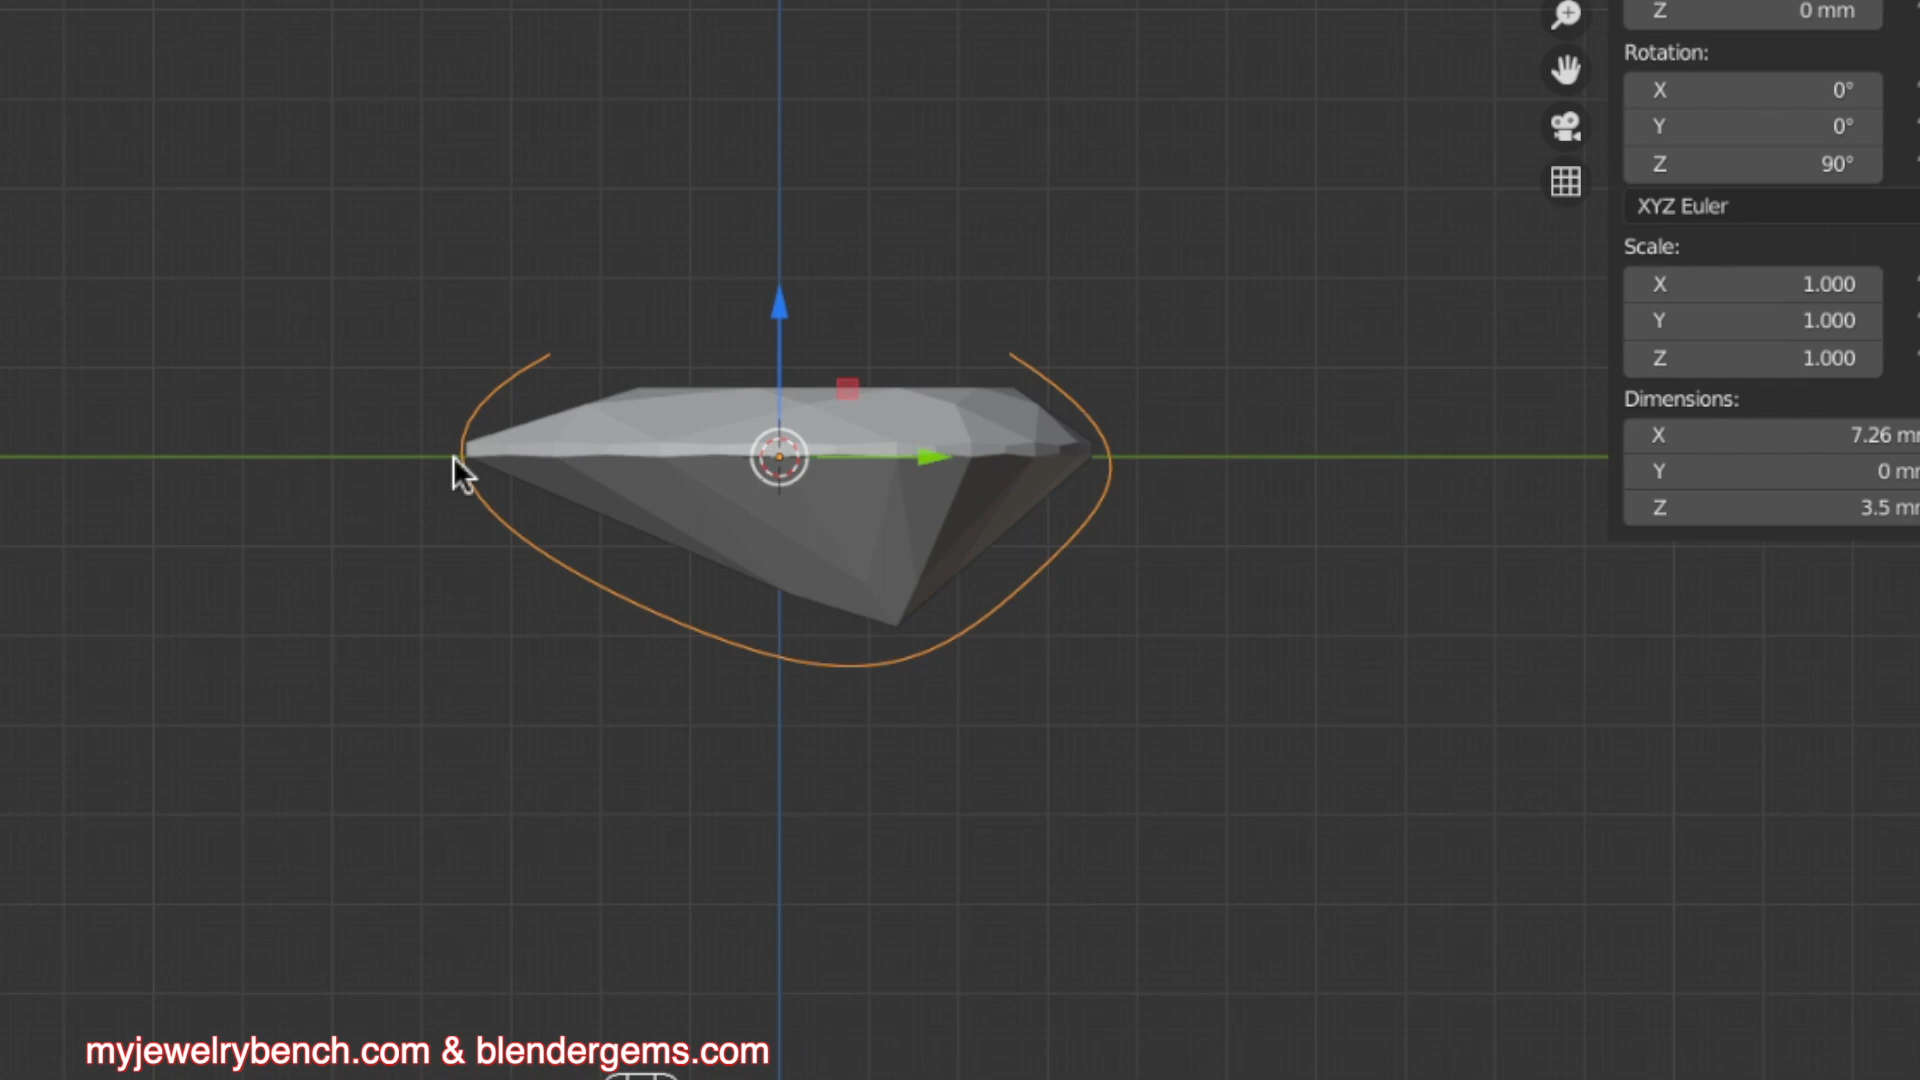 Z 0 mm
Rotation:
X 0°
Y 0°
Z 90°
XYZ Euler
Scale:
X 1.000
Y 1.000
Z 1.000
Dimensions:
X 7.26 m
Y 0 m
Z 3.5 m
myjewelrybench.com & blendergems.com